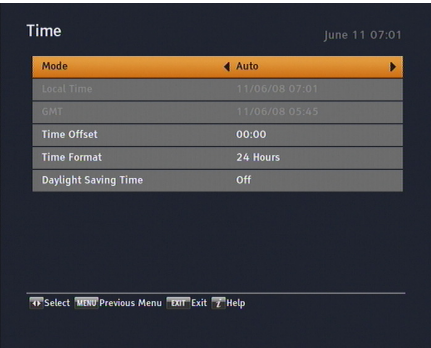 Time
June 11 07:01
Mode Auto
Local Time 11/06/08 07:01
GMT 11/06/08 05:45
Time Offset 00:00
Time Format 24 Hours
Daylight Saving Time Off
Select MENU Previous Menu EXIT Exit i Help